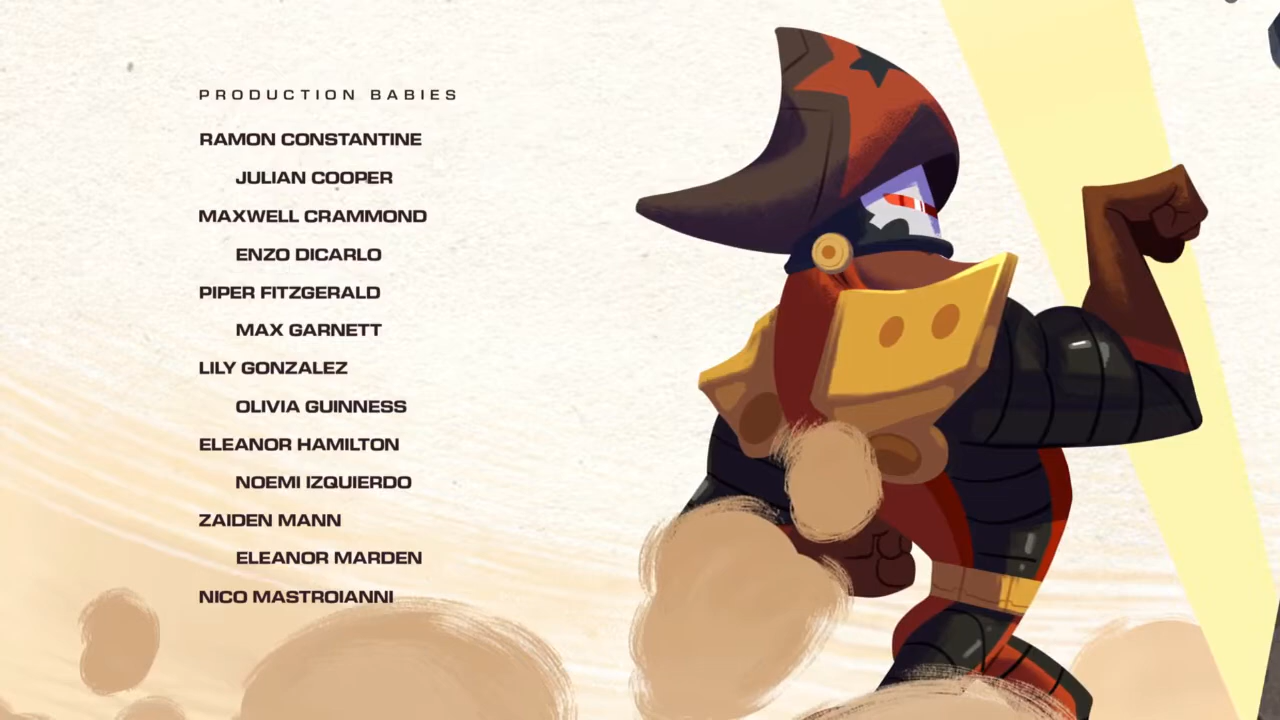 PRODUCTION BABIES
RAMON CONSTANTINE
JULIAN COOPER
MAXWELL CRAMMOND
ENZO DICARLO
PIPER FITZGERALD
MAX GARNETT
LILY GONZALEZ
OLIVIA GUINNESS
ELEANOR HAMILTON
NOEMI IZQUIERDO
ZAIDEN MANN
ELEANOR MARDEN
NICO MASTROIANNI